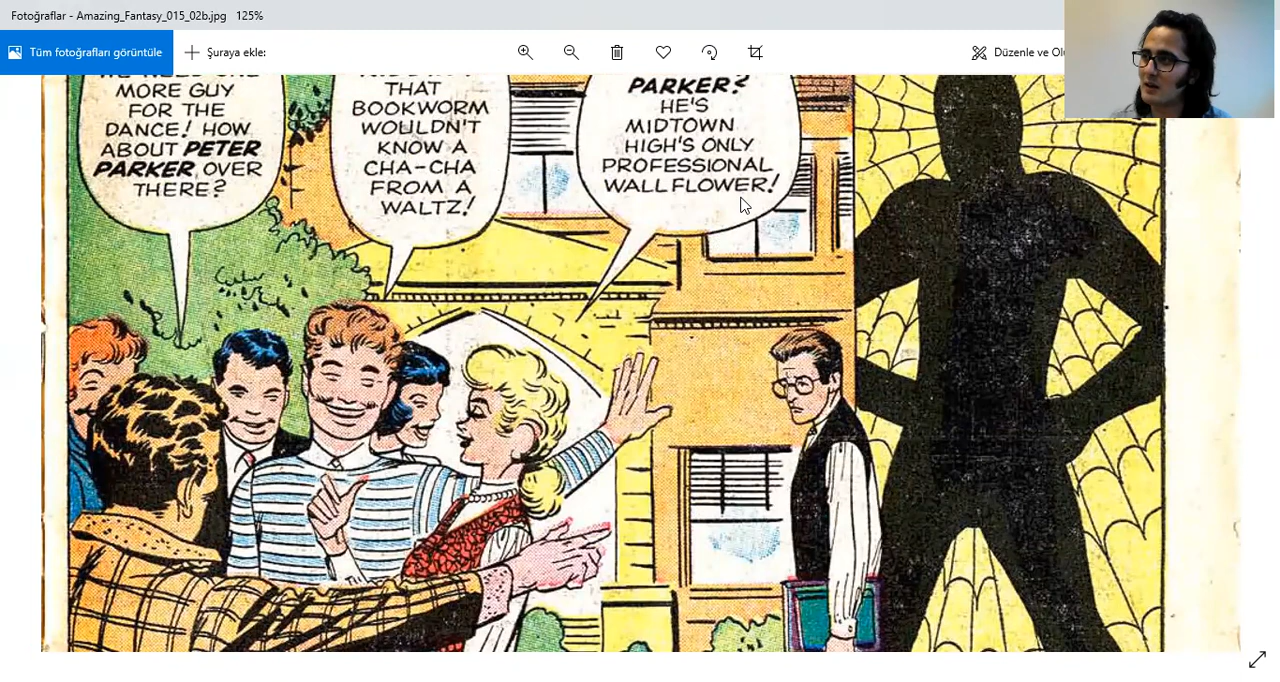 Fotoğraflar - Amazing_Fantasy_015_02b.jpg 125%
Tüm fotoğrafları görüntüle
Şuraya ekle:
Düzenle ve
MORE GUY
FOR THE
DANCE! HOW
ABOUT PETER
PARKER, OVER
THERE?
THAT
BOOKWORM
WOULDN'T
KNOW A
CHA-CHA
FROM A
WALTZ!
PARKER?
HE'S
MIDTOWN
HIGH'S ONLY
PROFESSIONAL
WALLFLOWER!